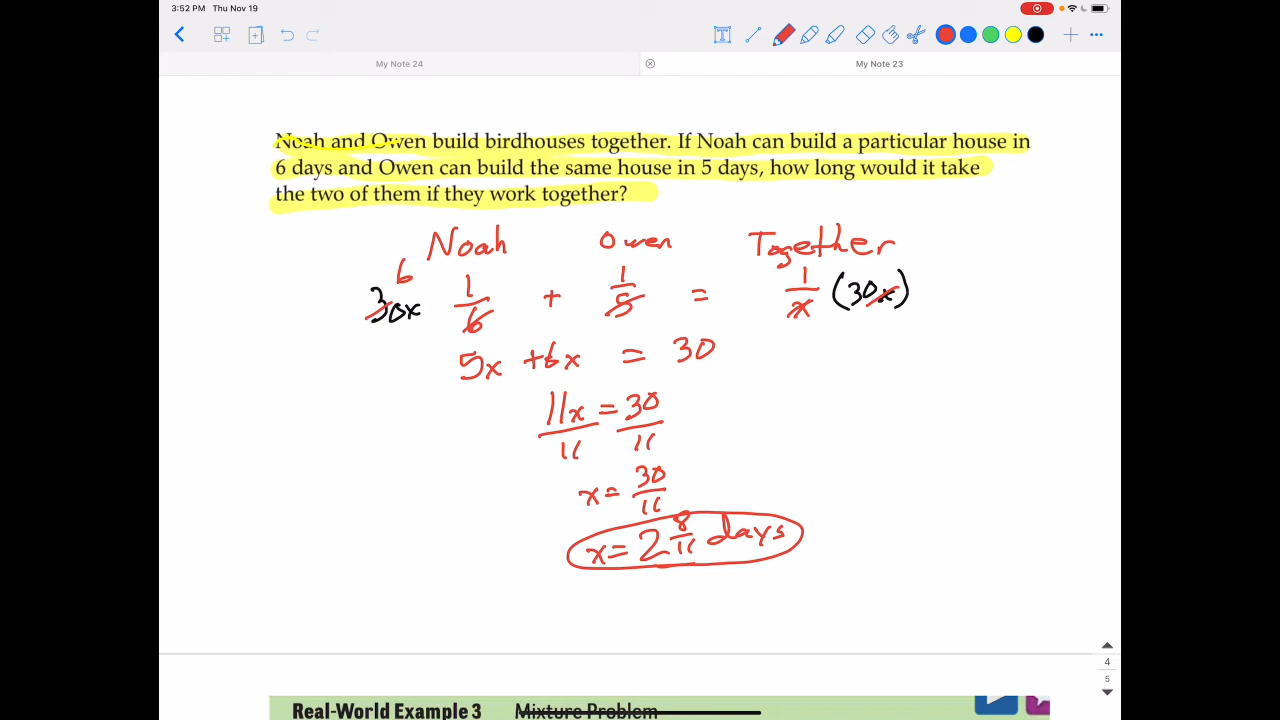 3:52 PM Thu Nov 19
My Note 24
My Note 23
Noah and Owen build birdhouses together. If Noah can build a particular house in
6 days and Owen can build the same house in 5 days, how long would it take
the two of them if they work together?
Noah Owen Together
6
30x 1/6 + 1/5 = 1/x (30x)
5x + 6x = 30
11x/11 = 30/11
x = 30/11
x = 2 8/11 days
4
5
Real-World Example 3 Mixture Problem